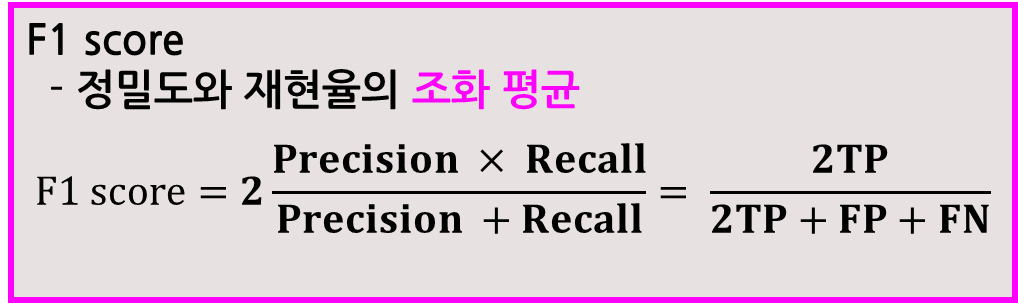 F1 score
- 정밀도와 재현율의 조화 평균
F1 score = 2 Precision × Recall / Precision + Recall = 2TP / 2TP + FP + FN